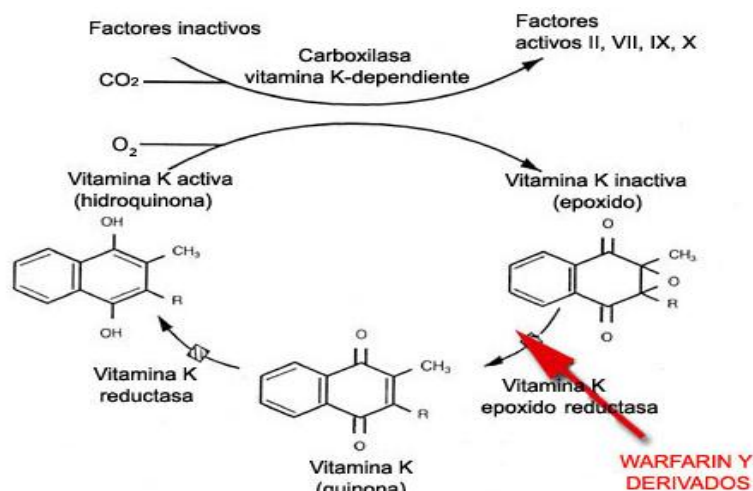 Factores inactivos
Factores
activos II, VII, IX, X
Carboxilasa
vitamina K-dependiente
CO₂
O₂
Vitamina K activa
(hidroquinona)
Vitamina K inactiva
(epoxido)
OH
CH₃
R
OH
O
CH₃
O
R
O
O
CH₃
R
O
Vitamina K
reductasa
Vitamina K
epoxido reductasa
Vitamina K
(quinona)
WARFARIN Y
DERIVADOS